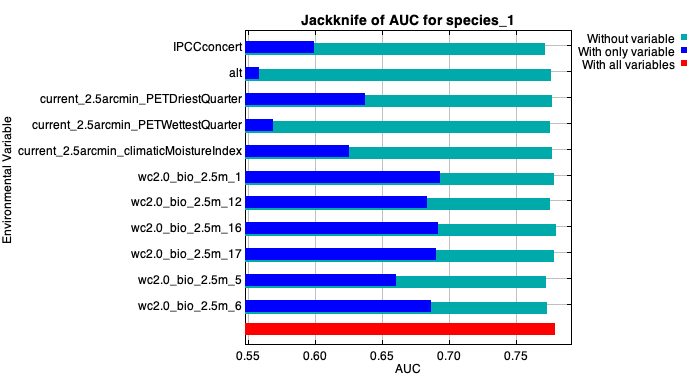 Jackknife of AUC for species_1
Without variable
With only variable
With all variables
Environmental Variable
IPCCconcert
alt
current_2.5arcmin_PETDriestQuarter
current_2.5arcmin_PETWettestQuarter
current_2.5arcmin_climaticMoistureIndex
wc2.0_bio_2.5m_1
wc2.0_bio_2.5m_12
wc2.0_bio_2.5m_16
wc2.0_bio_2.5m_17
wc2.0_bio_2.5m_5
wc2.0_bio_2.5m_6
0.55 0.60 0.65 0.70 0.75
AUC